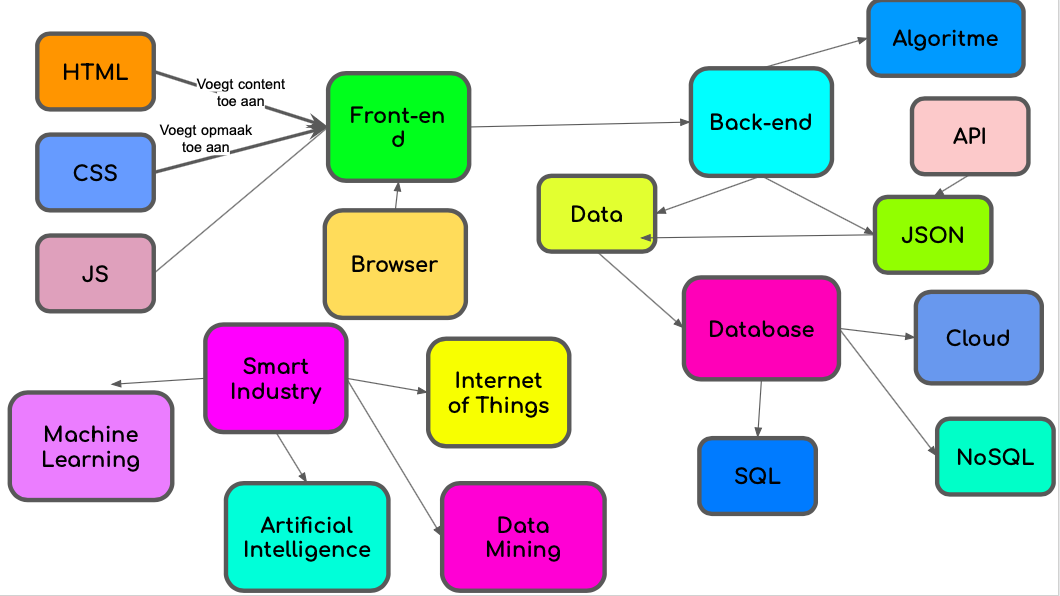 HTML
Voegt content
toe aan
CSS
Voegt opmaak
toe aan
JS
Front-en
d
Browser
Back-end
Algoritme
API
Data
JSON
Database
Cloud
SQL
NoSQL
Smart
Industry
Internet
of Things
Machine
Learning
Artificial
Intelligence
Data
Mining